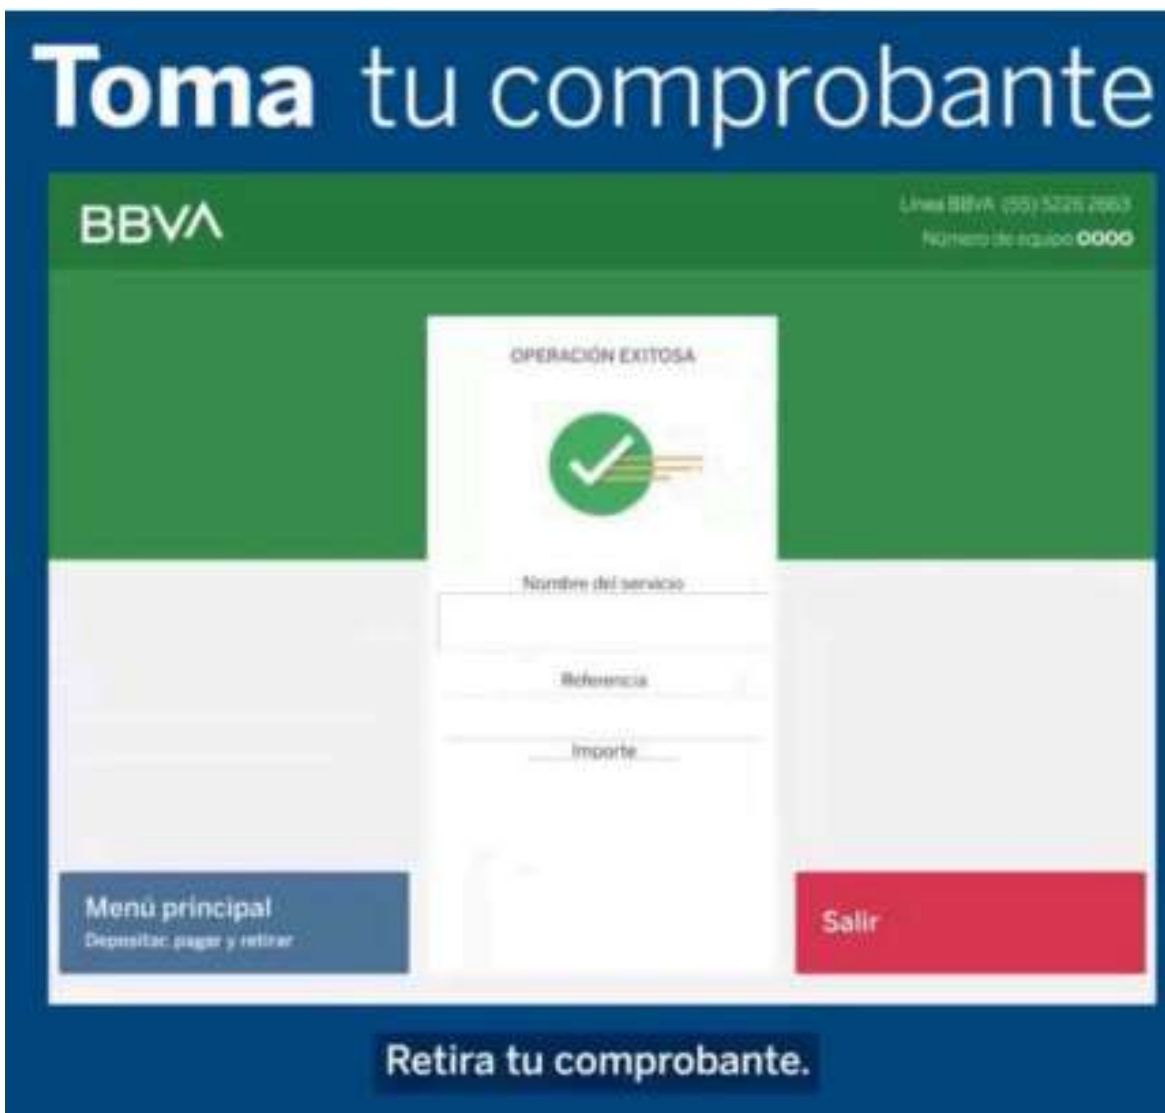 Toma tu comprobante
BBVA
Línea BBVA (55) 5226 2663
Número de equipo 0000
OPERACIÓN EXITOSA
Nombre del servicio
Referencia
Importe
Menú principal
Depositar, pagar y retirar
Salir
Retira tu comprobante.